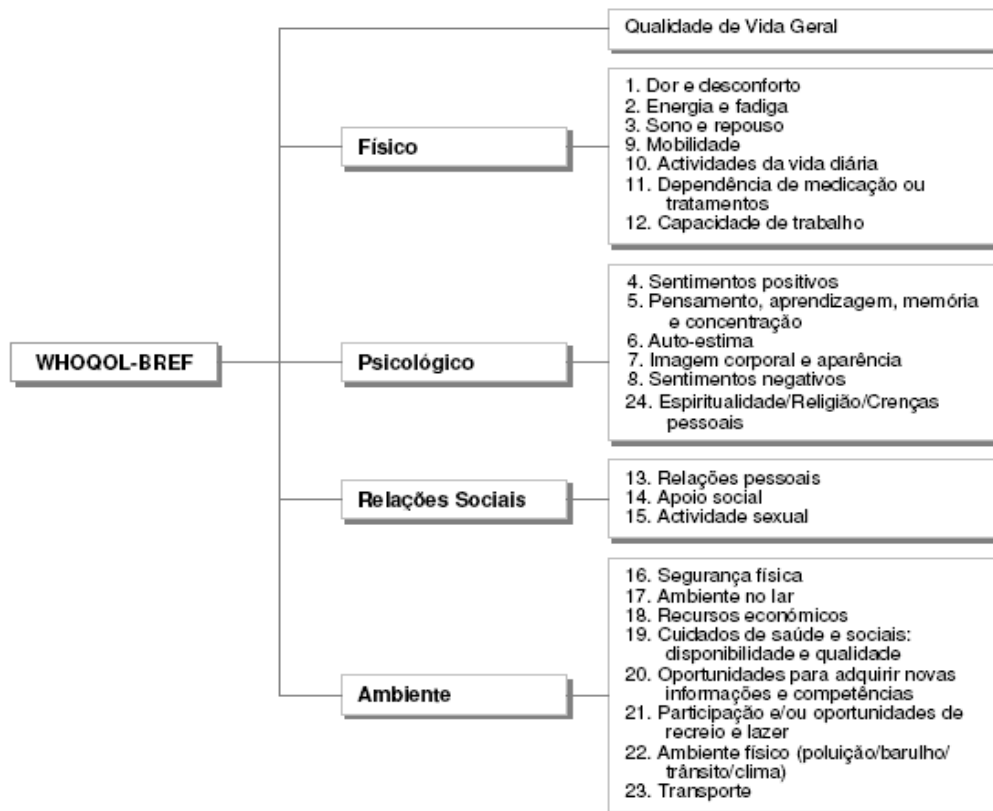 Qualidade de Vida Geral
Físico
1. Dor e desconforto
2. Energia e fadiga
3. Sono e repouso
9. Mobilidade
10. Actividades da vida diária
11. Dependência de medicação ou
tratamentos
12. Capacidade de trabalho
WHOQOL-BREF
Psicológico
4. Sentimentos positivos
5. Pensamento, aprendizagem, memória
e concentração
6. Auto-estima
7. Imagem corporal e aparência
8. Sentimentos negativos
24. Espiritualidade/Religião/Crenças
pessoais
Relações Sociais
13. Relações pessoais
14. Apoio social
15. Actividade sexual
Ambiente
16. Segurança física
17. Ambiente no lar
18. Recursos económicos
19. Cuidados de saúde e sociais:
disponibilidade e qualidade
20. Oportunidades para adquirir novas
informações e competências
21. Participação e/ou oportunidades de
recreio e lazer
22. Ambiente físico (poluição/barulho/
trânsito/clima)
23. Transporte